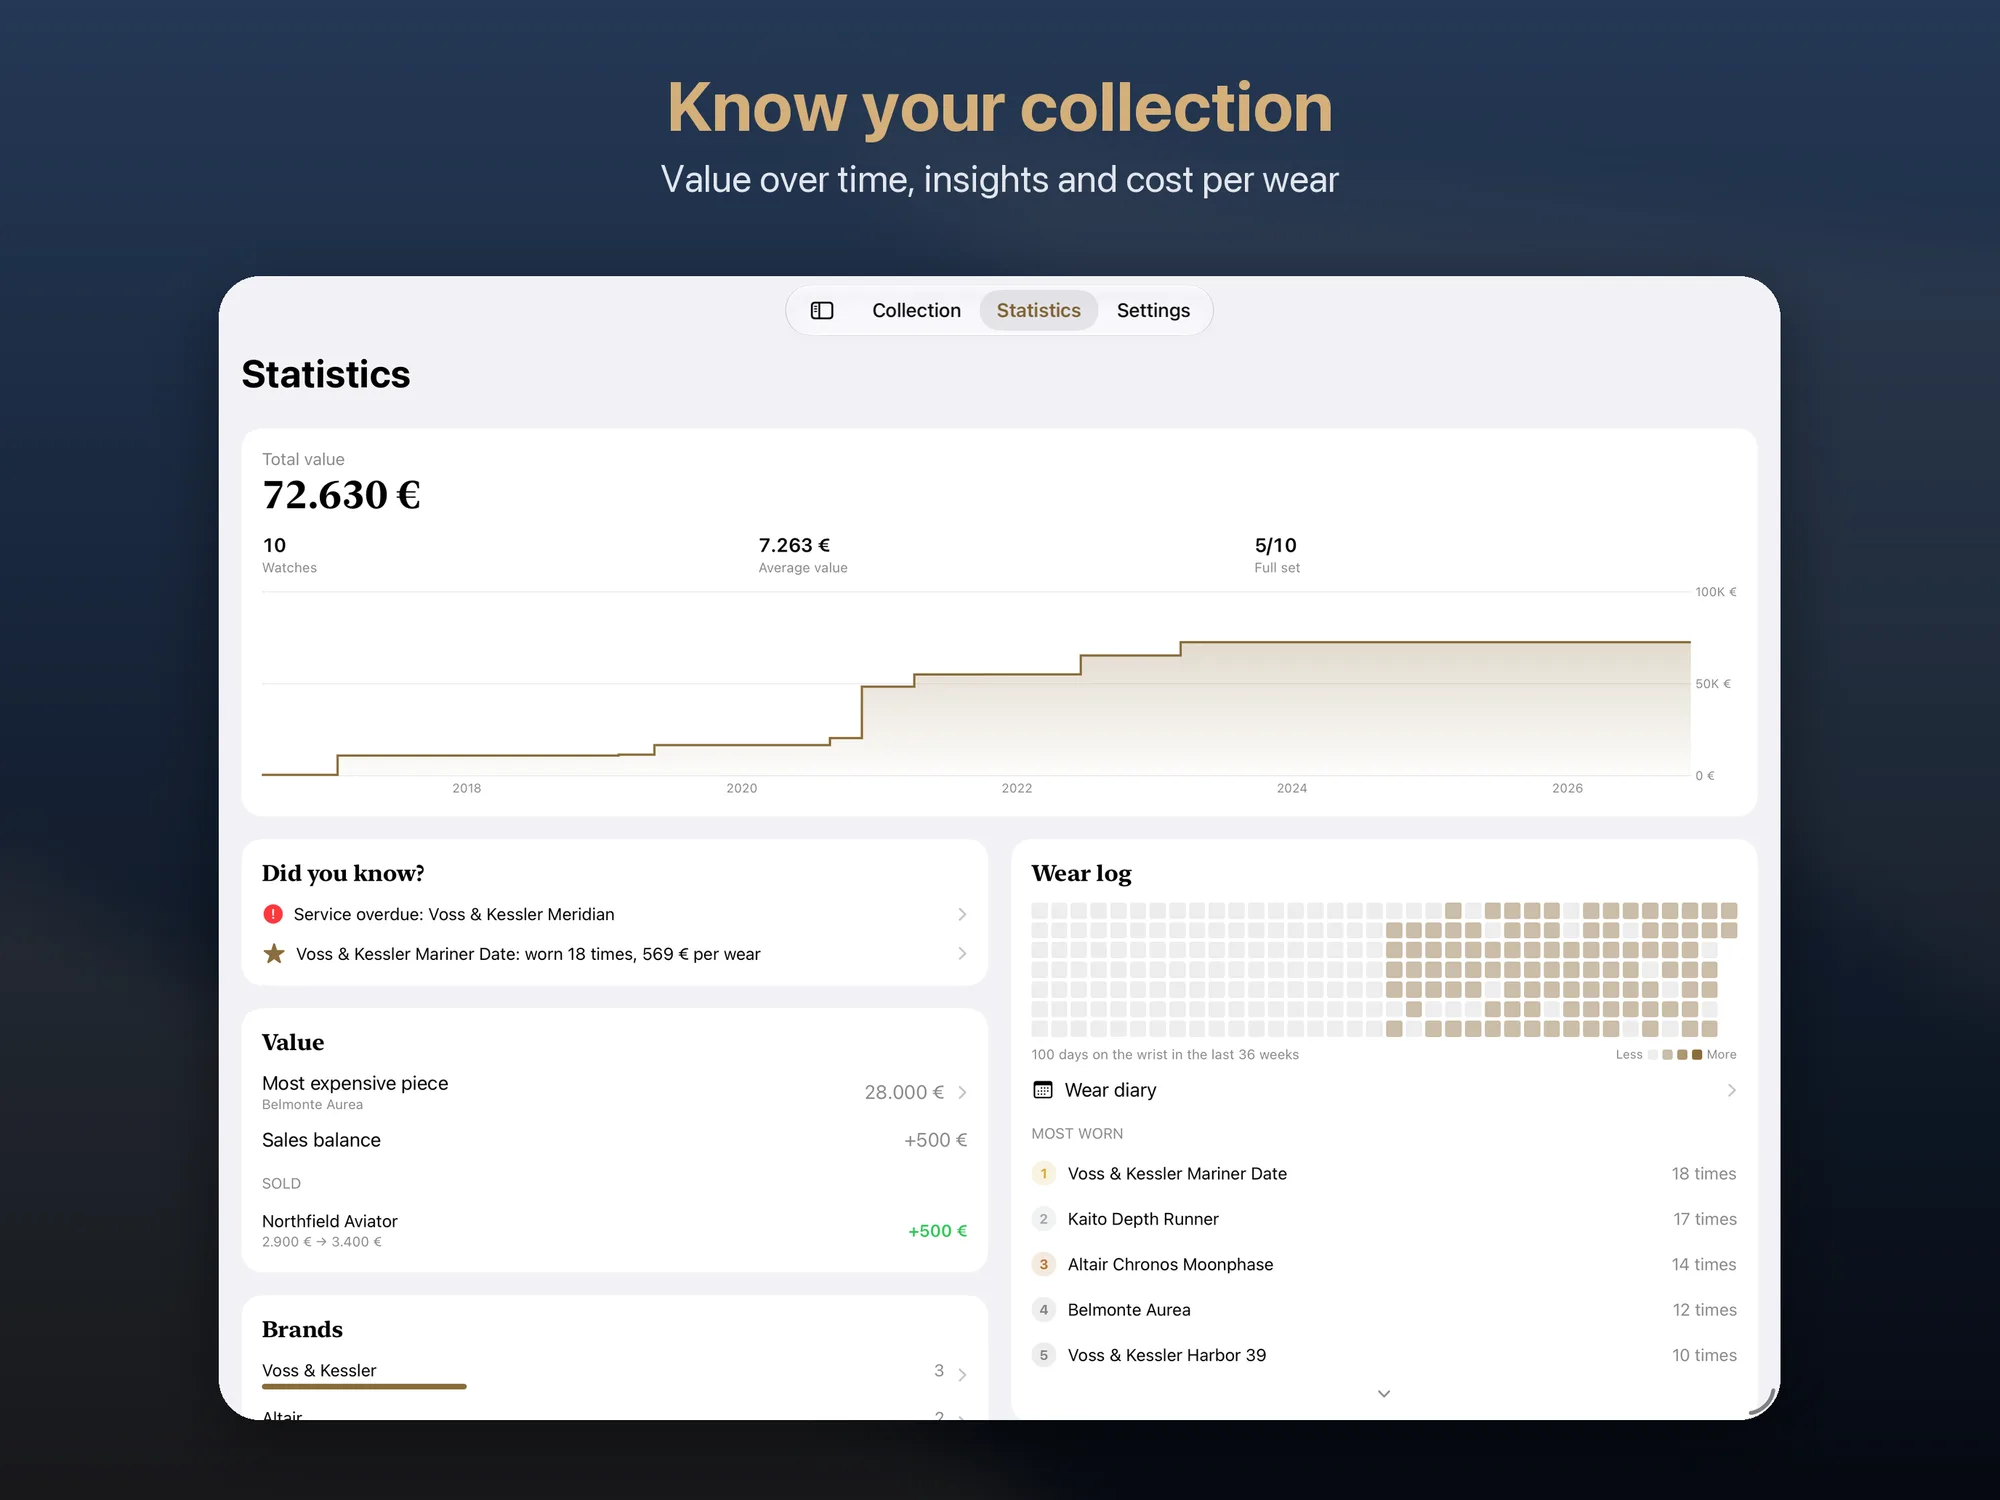 Know your collection
Value over time, insights and cost per wear
Collection
Statistics
Settings
Statistics
Total value
72.630 €
10
Watches
7.263 €
Average value
5/10
Full set
100K €
50K €
0 €
2018
2020
2022
2024
2026
Did you know?
Service overdue: Voss & Kessler Meridian
Voss & Kessler Mariner Date: worn 18 times, 569 € per wear
Value
Most expensive piece
Belmonte Aurea
28.000 €
Sales balance
+500 €
SOLD
Northfield Aviator
2.900 € → 3.400 €
+500 €
Brands
Voss & Kessler
3
Altair
2
Wear log
100 days on the wrist in the last 36 weeks
Less
More
Wear diary
MOST WORN
1 Voss & Kessler Mariner Date 18 times
2 Kaito Depth Runner 17 times
3 Altair Chronos Moonphase 14 times
4 Belmonte Aurea 12 times
5 Voss & Kessler Harbor 39 10 times